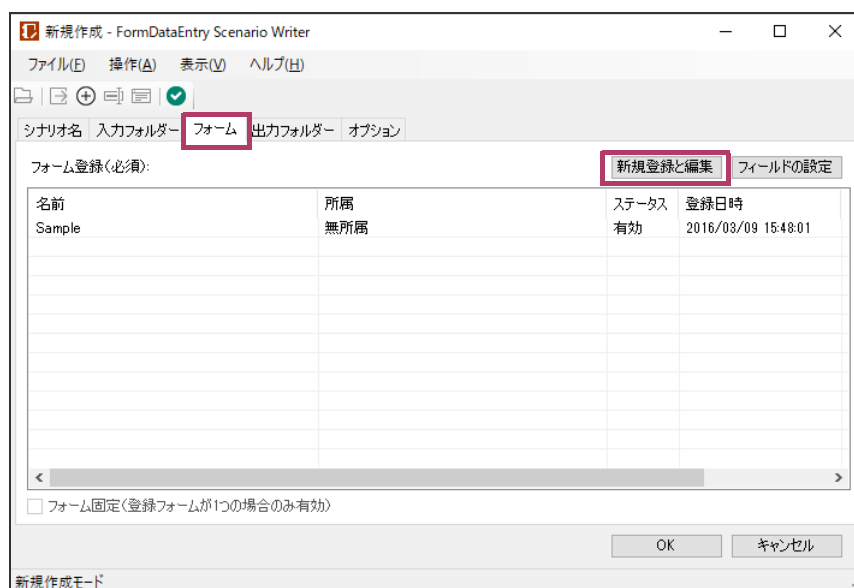 新規作成 - FormDataEntry Scenario Writer
ファイル(F) 操作(A) 表示(V) ヘルプ(H)
シナリオ名 入力フォルダー フォーム 出力フォルダー オプション
フォーム登録(必須): 新規登録と編集 フィールドの設定
名前 所属 ステータス 登録日時
Sample 無所属 有効 2016/03/09 15:48:01
フォーム固定(登録フォームが1つの場合のみ有効)
OK キャンセル
新規作成モード